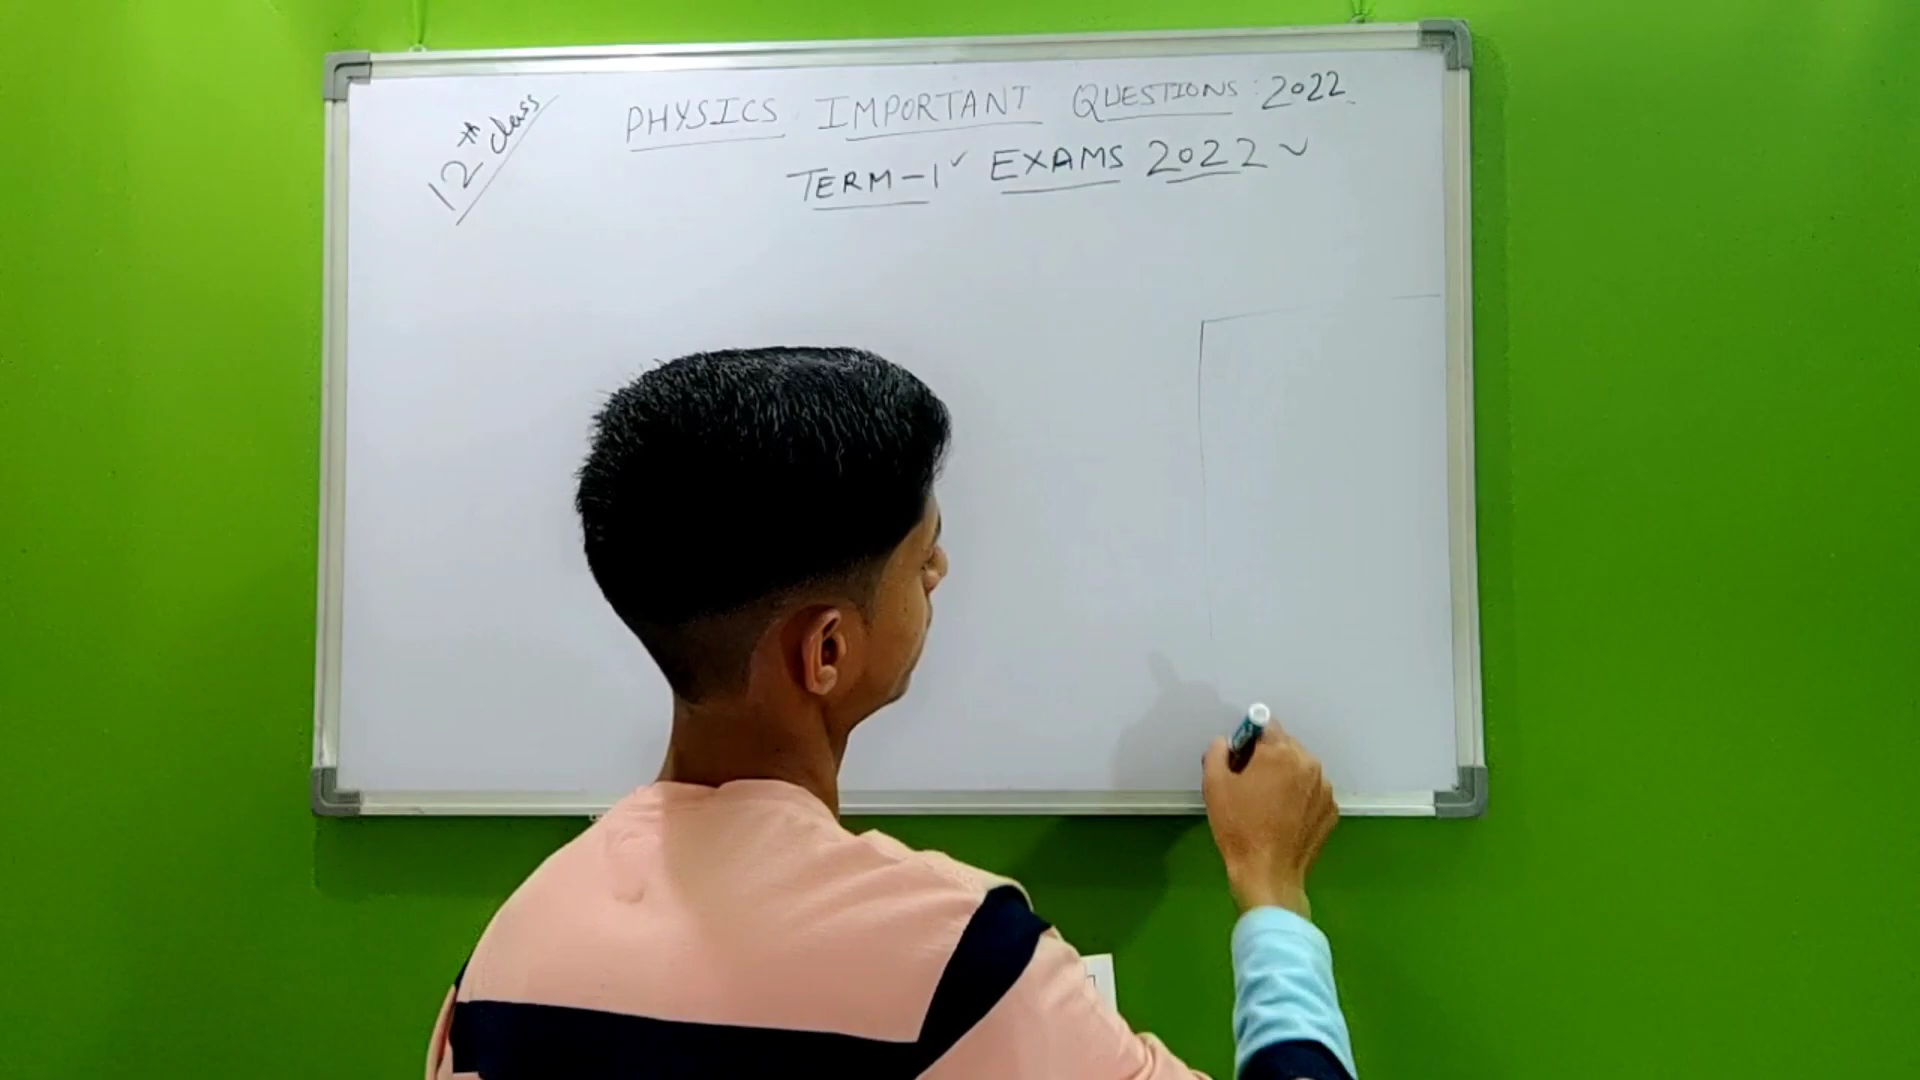 12th class
PHYSICS IMPORTANT QUESTIONS : 2022
TERM-1 ✓ EXAMS 2022 ✓